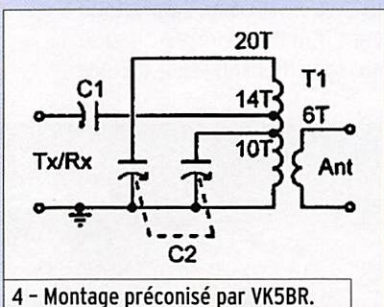 20T
T1
C1
14T
6T
10T
Tx/Rx
Ant
C2
4 – Montage préconisé par VK5BR.